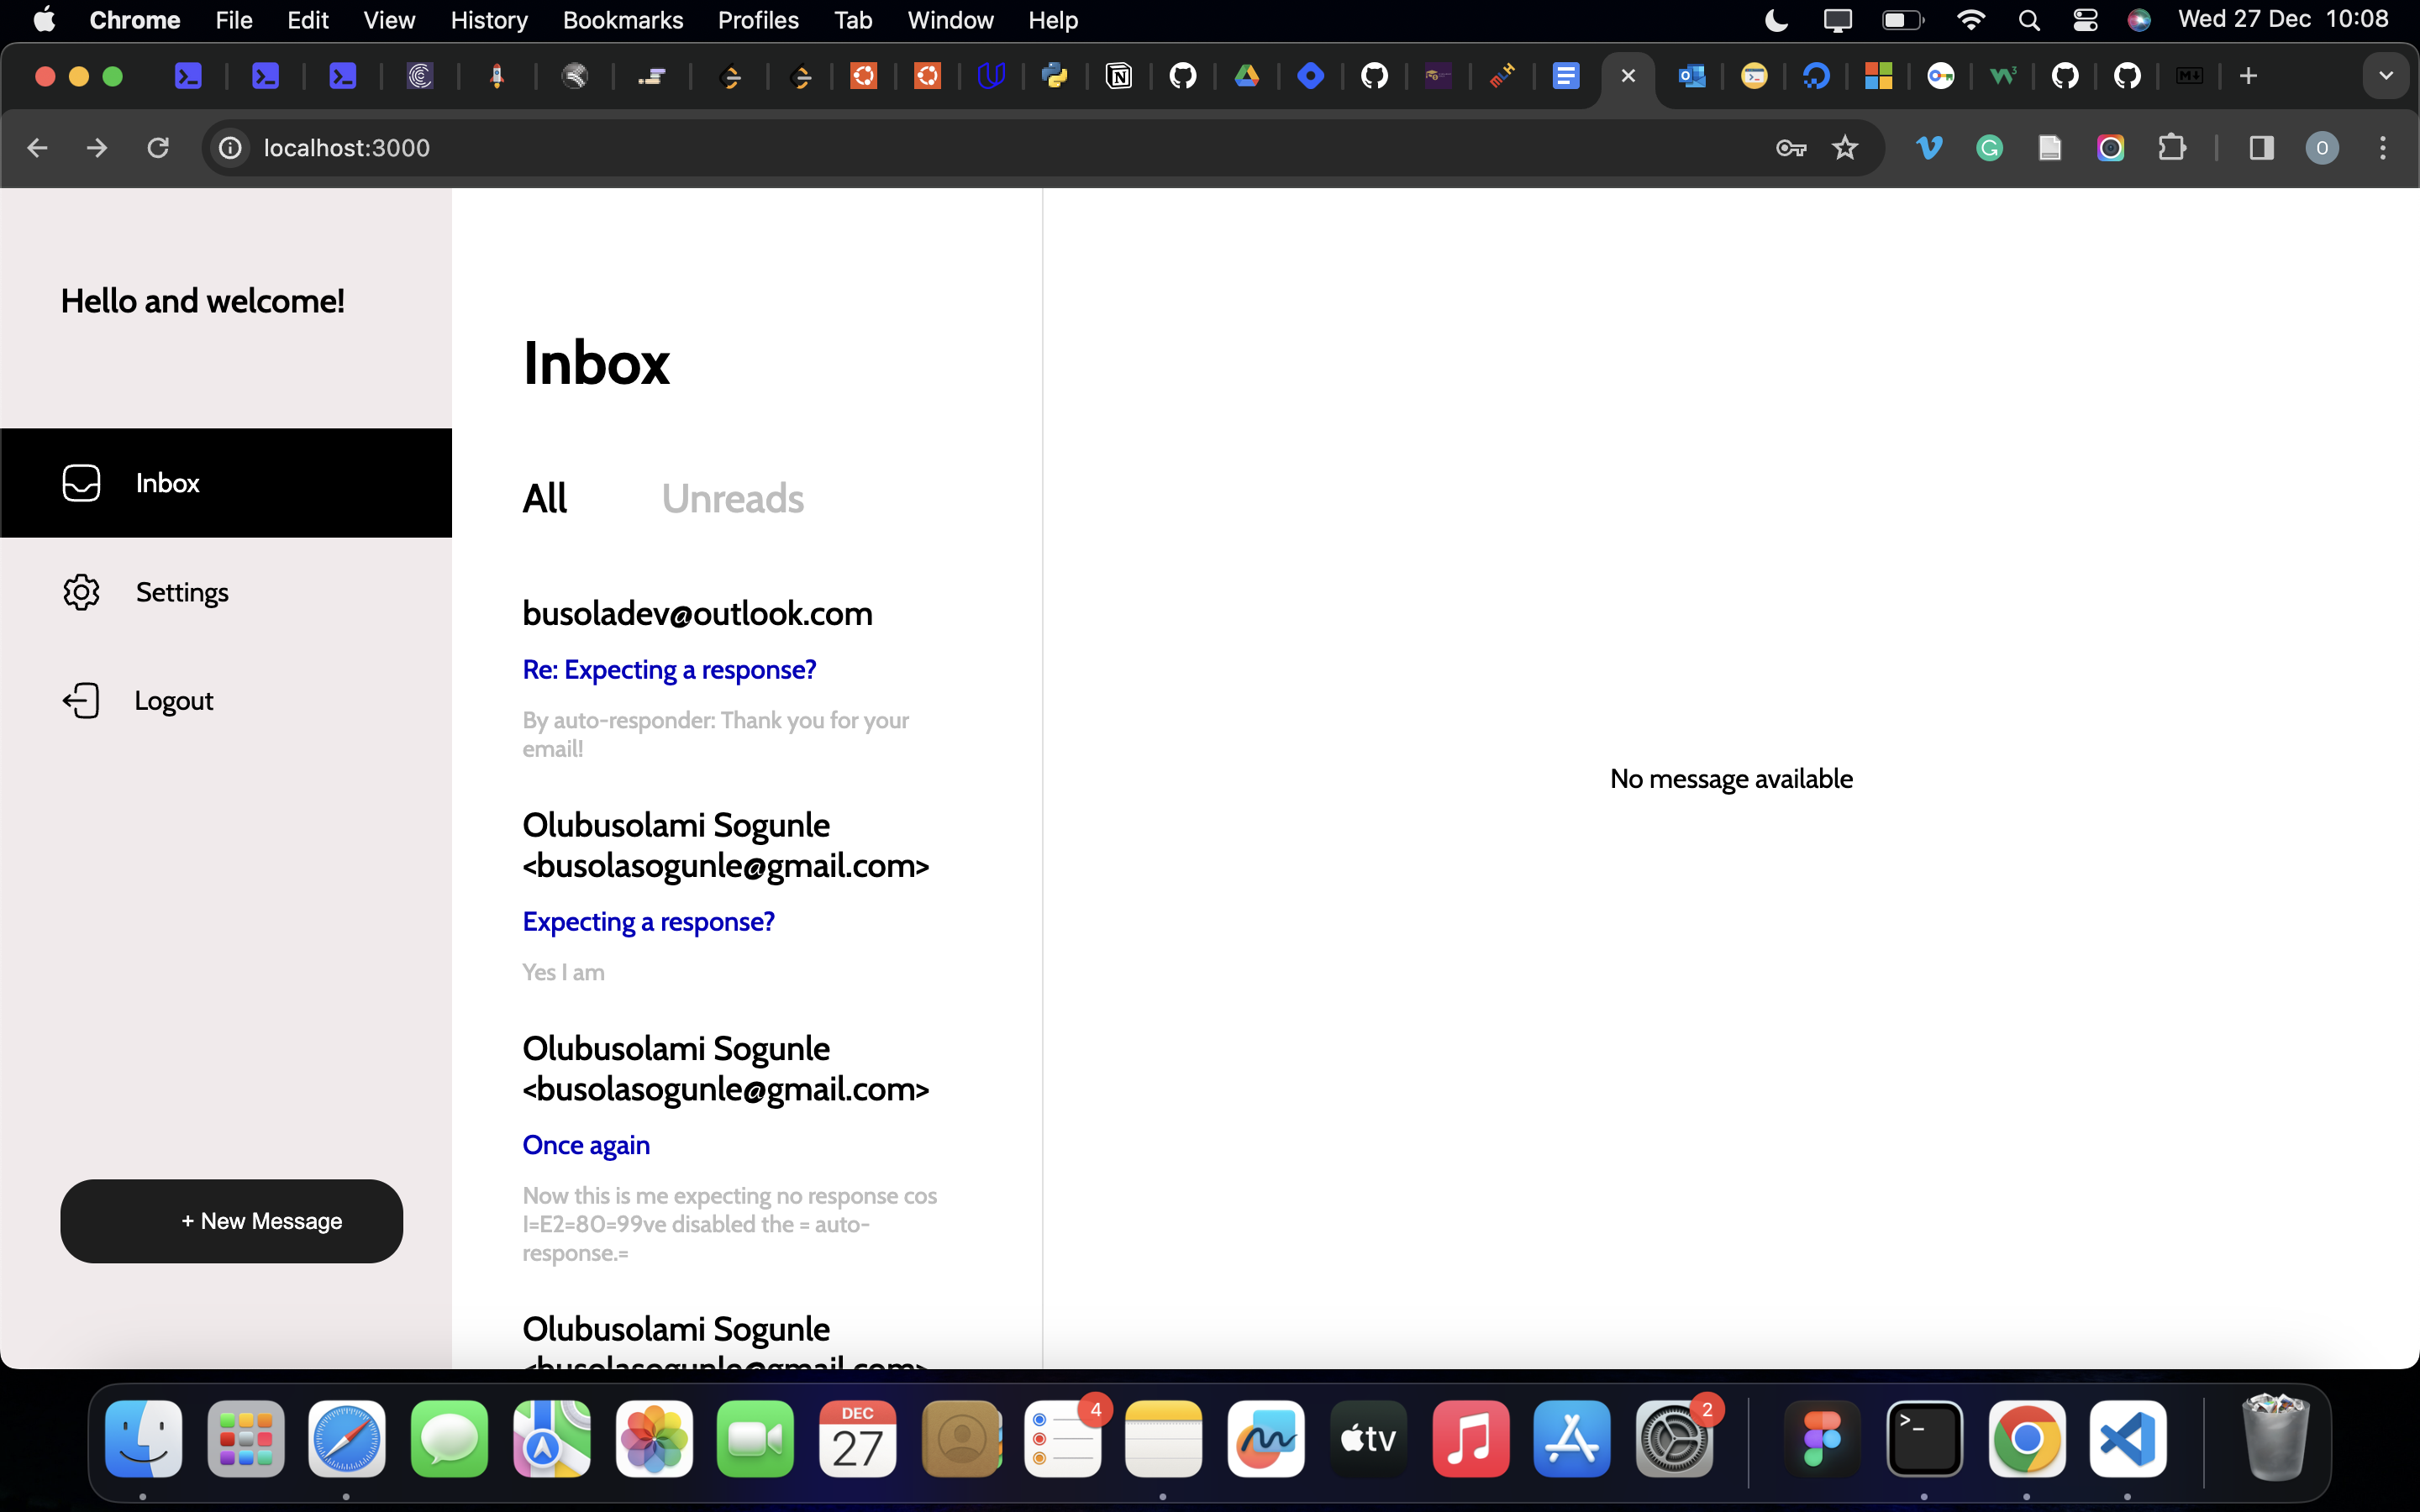 Chrome File Edit View History Bookmarks Profiles Tab Window Help Wed 27 Dec 10:08
localhost:3000 O
Hello and welcome!
Inbox
Settings
Logout
+ New Message
Inbox
All Unreads
busoladev@outlook.com
Re: Expecting a response?
By auto-responder: Thank you for your
email!
Olubusolami Sogunle
<busolasogunle@gmail.com>
Expecting a response?
Yes I am
Olubusolami Sogunle
<busolasogunle@gmail.com>
Once again
Now this is me expecting no response cos
I=E2=80=99ve disabled the = auto-
response.=
Olubusolami Sogunle
<busolasogunle@gmail.com>
No message available
DEC
27
4
tv
2